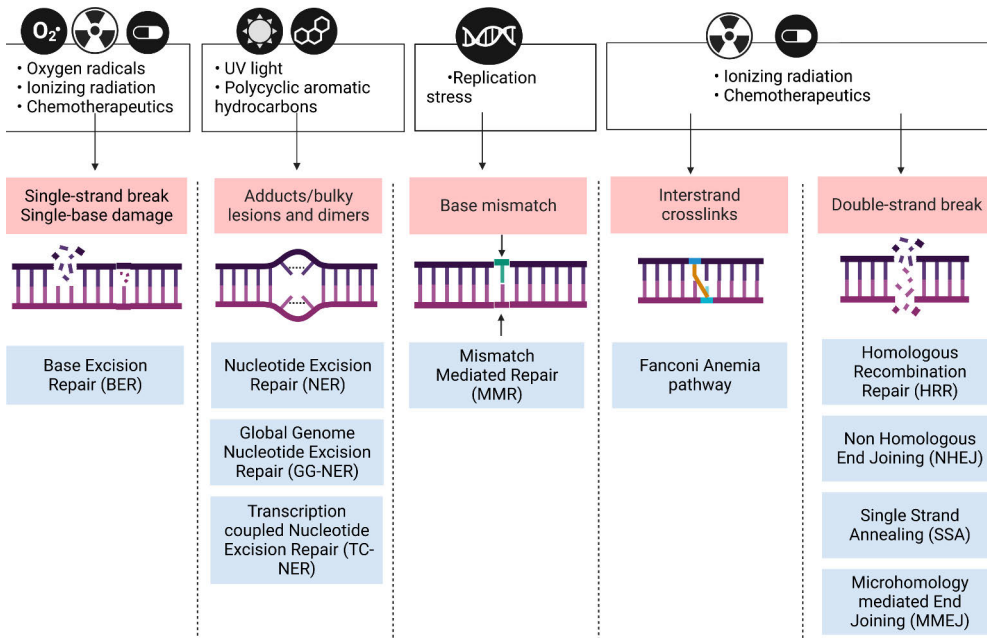 O₂•
• Oxygen radicals
• Ionizing radiation
• Chemotherapeutics
• UV light
• Polycyclic aromatic
hydrocarbons
•Replication
stress
• Ionizing radiation
• Chemotherapeutics
Single-strand break
Single-base damage
Adducts/bulky
lesions and dimers
Base mismatch
Interstrand
crosslinks
Double-strand break
Base Excision
Repair (BER)
Nucleotide Excision
Repair (NER)
Global Genome
Nucleotide Excision
Repair (GG-NER)
Transcription
coupled Nucleotide
Excision Repair (TC-
NER)
Mismatch
Mediated Repair
(MMR)
Fanconi Anemia
pathway
Homologous
Recombination
Repair (HRR)
Non Homologous
End Joining (NHEJ)
Single Strand
Annealing (SSA)
Microhomology
mediated End
Joining (MMEJ)